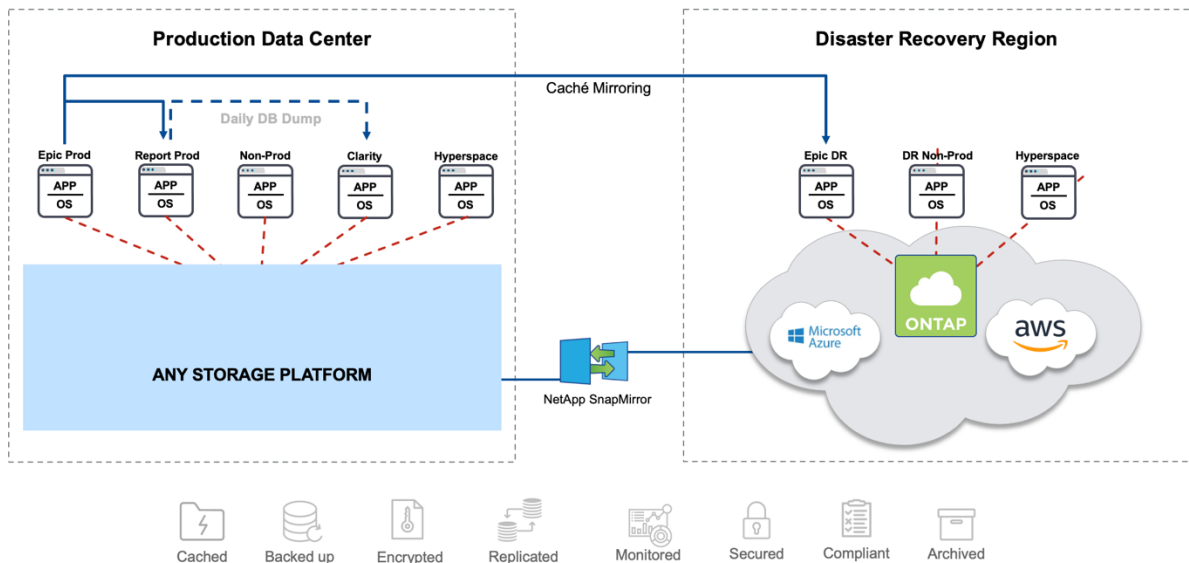 Production Data Center
Disaster Recovery Region
Caché Mirroring
Daily DB Dump
Epic Prod
Report Prod
Non-Prod
Clarity
Hyperspace
Epic DR
DR Non-Prod
Hyperspace
APP
OS
APP
OS
APP
OS
APP
OS
APP
OS
APP
OS
APP
OS
APP
OS
ANY STORAGE PLATFORM
NetApp SnapMirror
Microsoft
Azure
ONTAP
aws
Cached
Backed up
Encrypted
Replicated
Monitored
Secured
Compliant
Archived